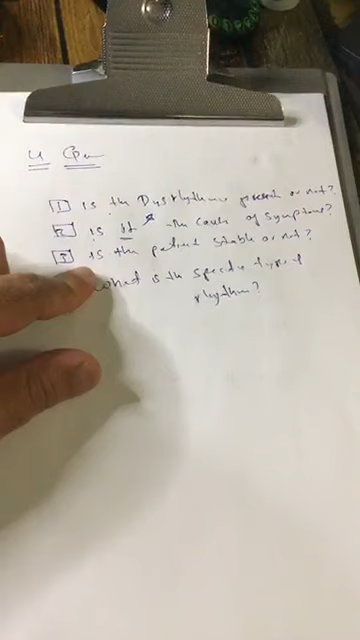 4 Qu
1 is the Dysrhythmia present or not?
2 is it the cause of symptoms?
3 is the patient stable or not?
what is the specific type of
rhythm?